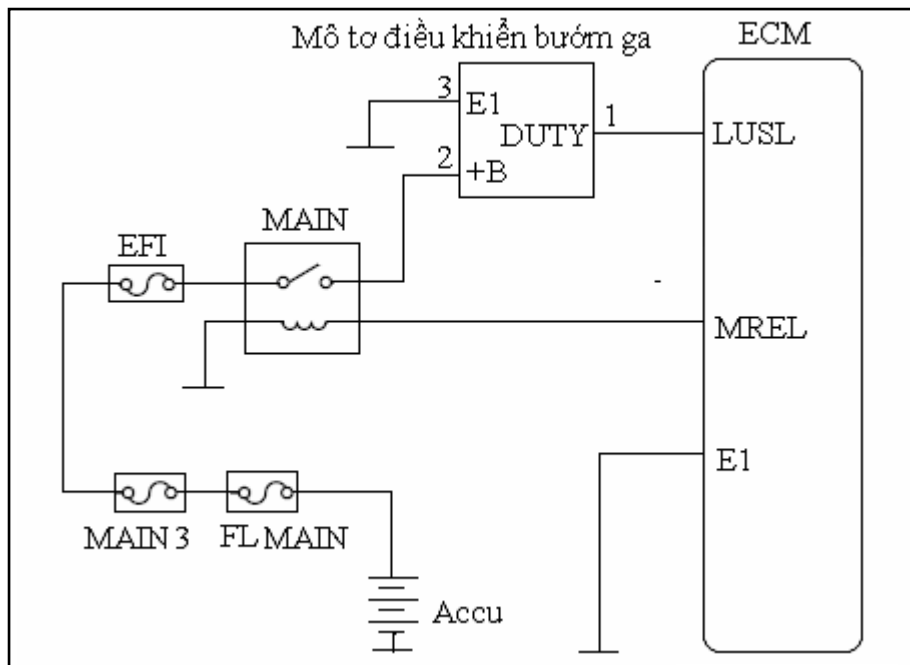 Mô tơ điều khiển bướm ga
ECM
3
E1
DUTY
1
LUSL
2
+B
MAIN
EFI
MREL
E1
MAIN 3
FL MAIN
Accu